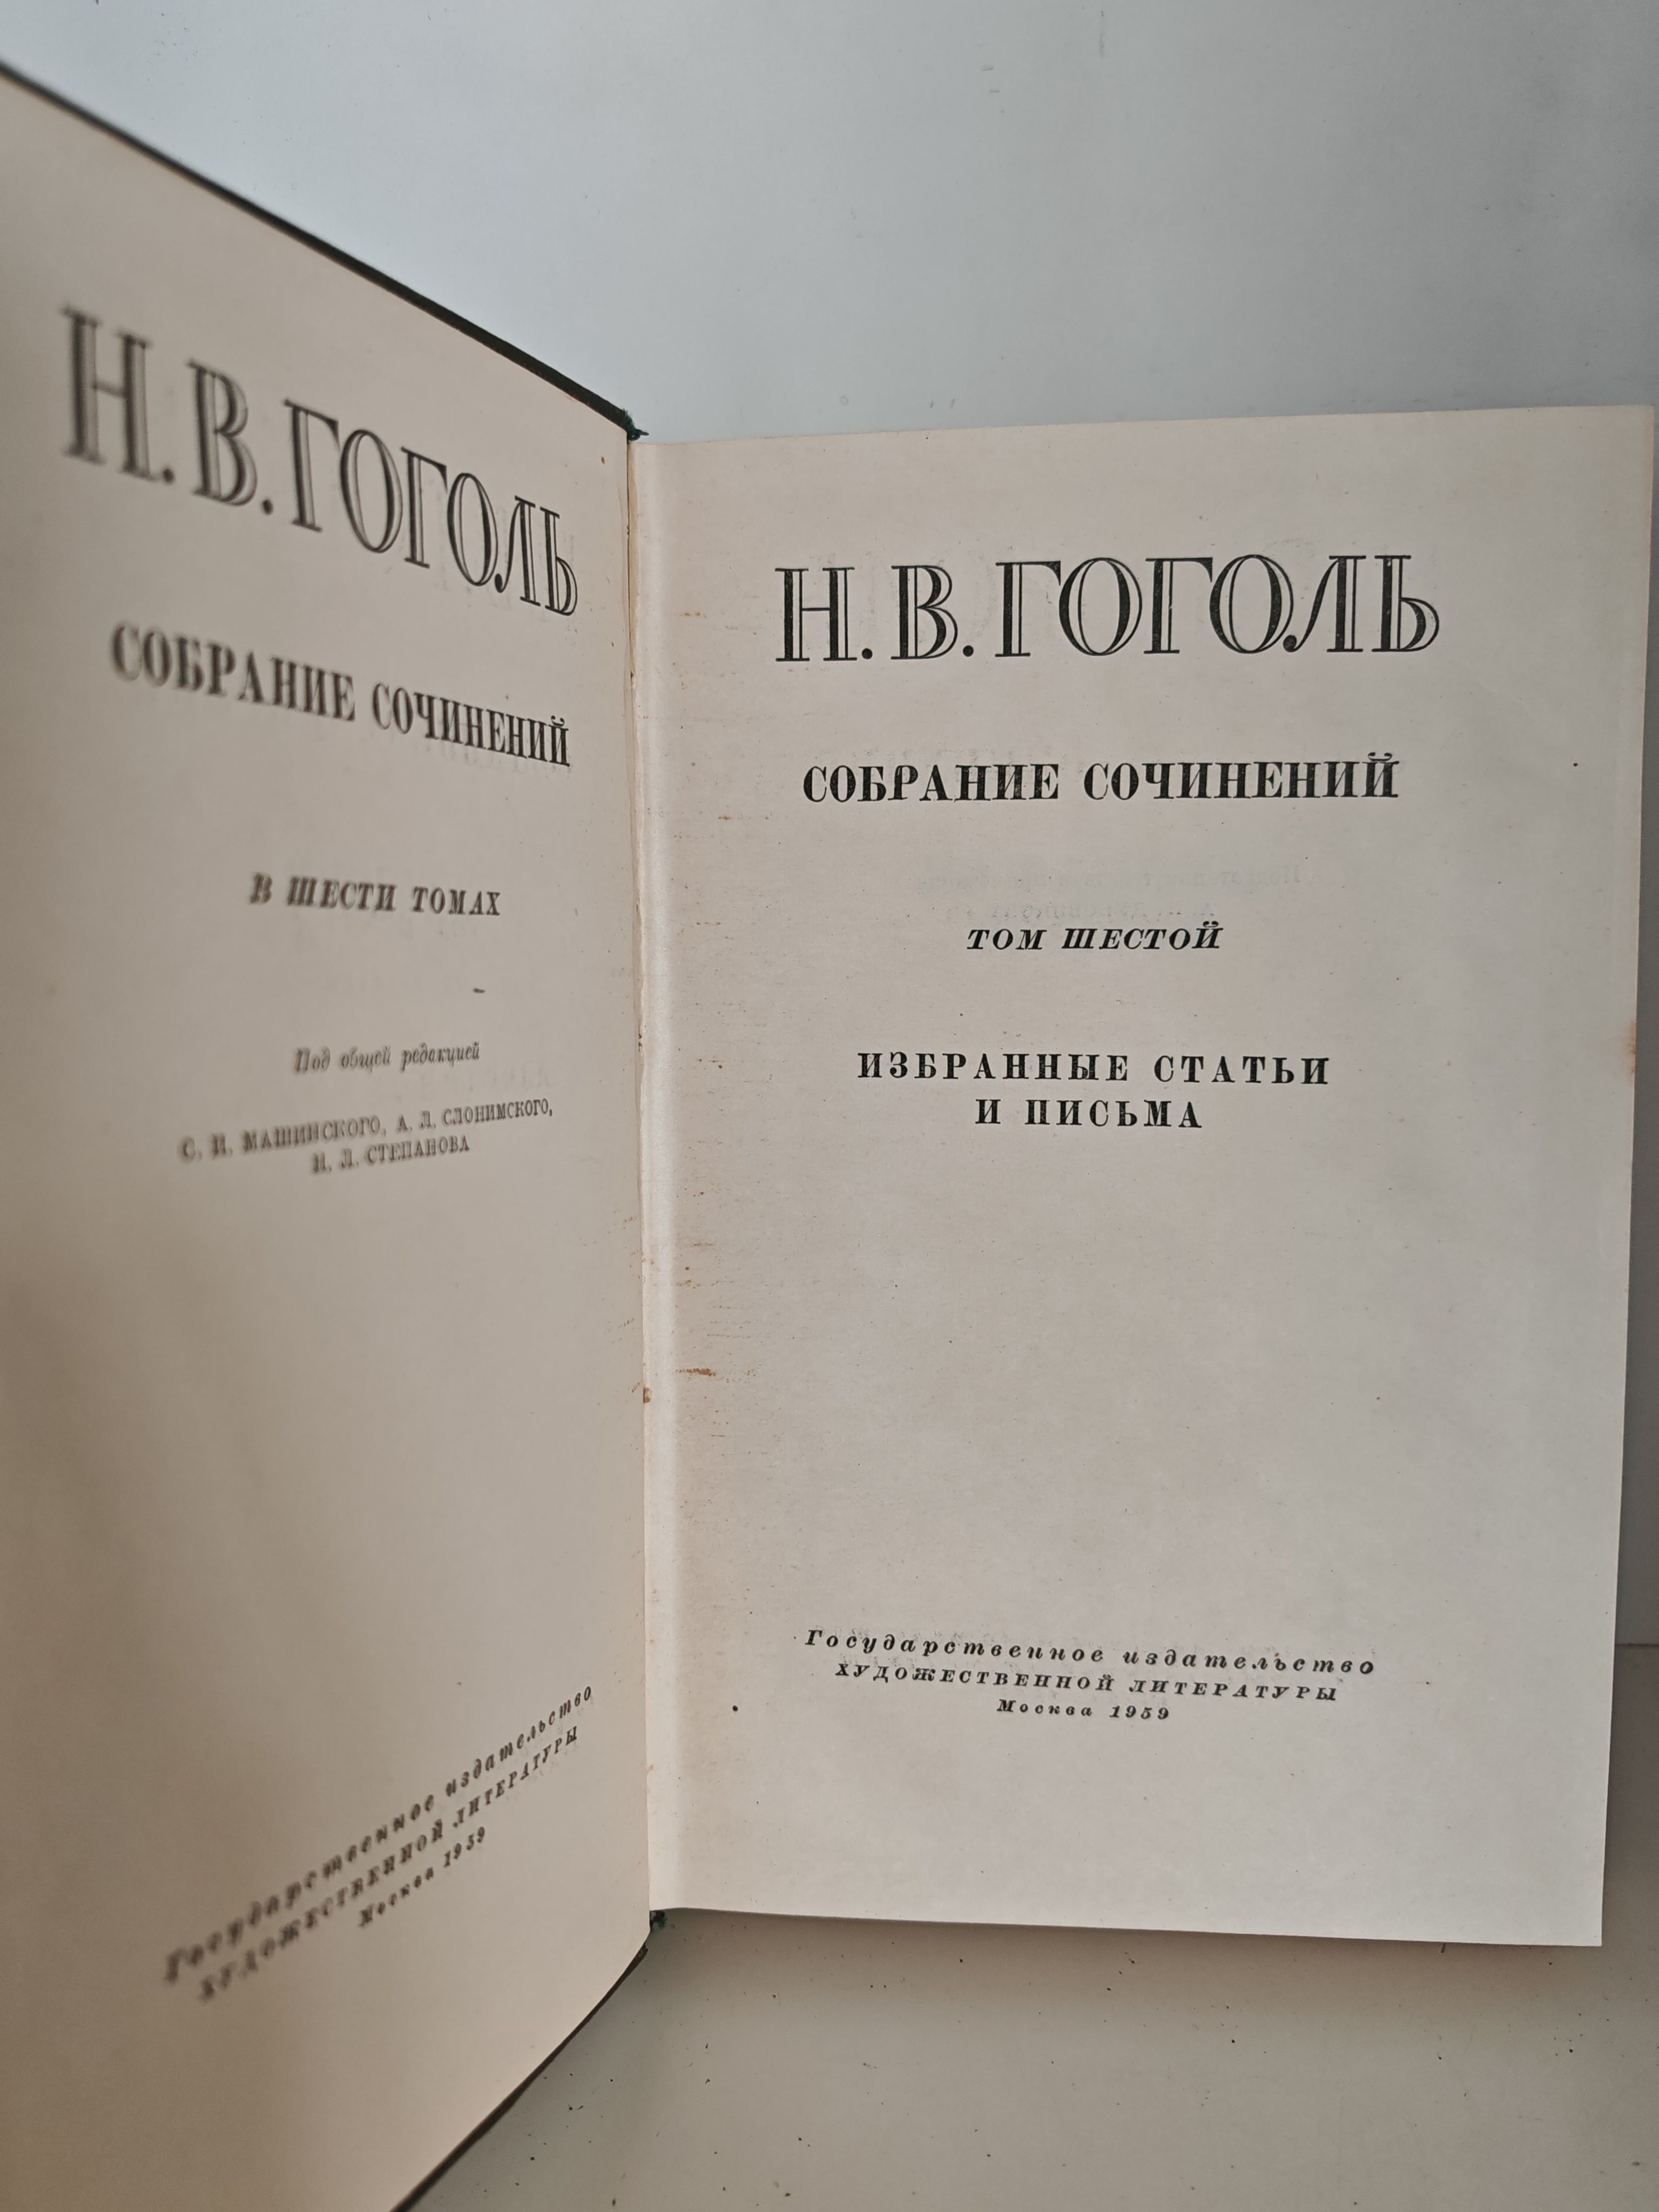 Н. В. ГОГОЛЬ
СОБРАНИЕ СОЧИНЕНИЙ
В ШЕСТИ ТОМАХ
Под общей редакцией
С. И. МАШИНСКОГО, А. Л. СЛОНИМСКОГО,
Н. Л. СТЕПАНОВА
Государственное издательство
ХУДОЖЕСТВЕННОЙ ЛИТЕРАТУРЫ
Москва 1959
Н. В. ГОГОЛЬ
СОБРАНИЕ СОЧИНЕНИЙ
ТОМ ШЕСТОЙ
ИЗБРАННЫЕ СТАТЬИ
И ПИСЬМА
Государственное издательство
ХУДОЖЕСТВЕННОЙ ЛИТЕРАТУРЫ
Москва 1959